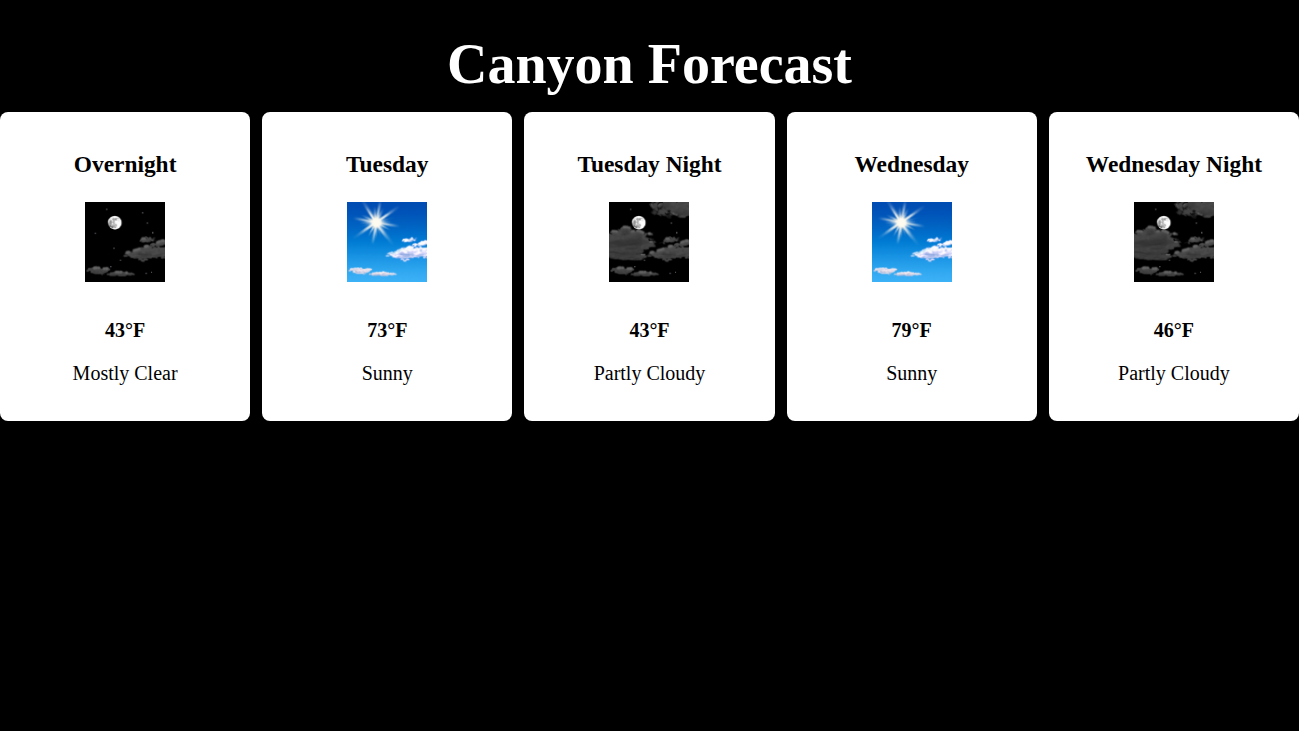 Canyon Forecast
Overnight
43°F
Mostly Clear
Tuesday
73°F
Sunny
Tuesday Night
43°F
Partly Cloudy
Wednesday
79°F
Sunny
Wednesday Night
46°F
Partly Cloudy